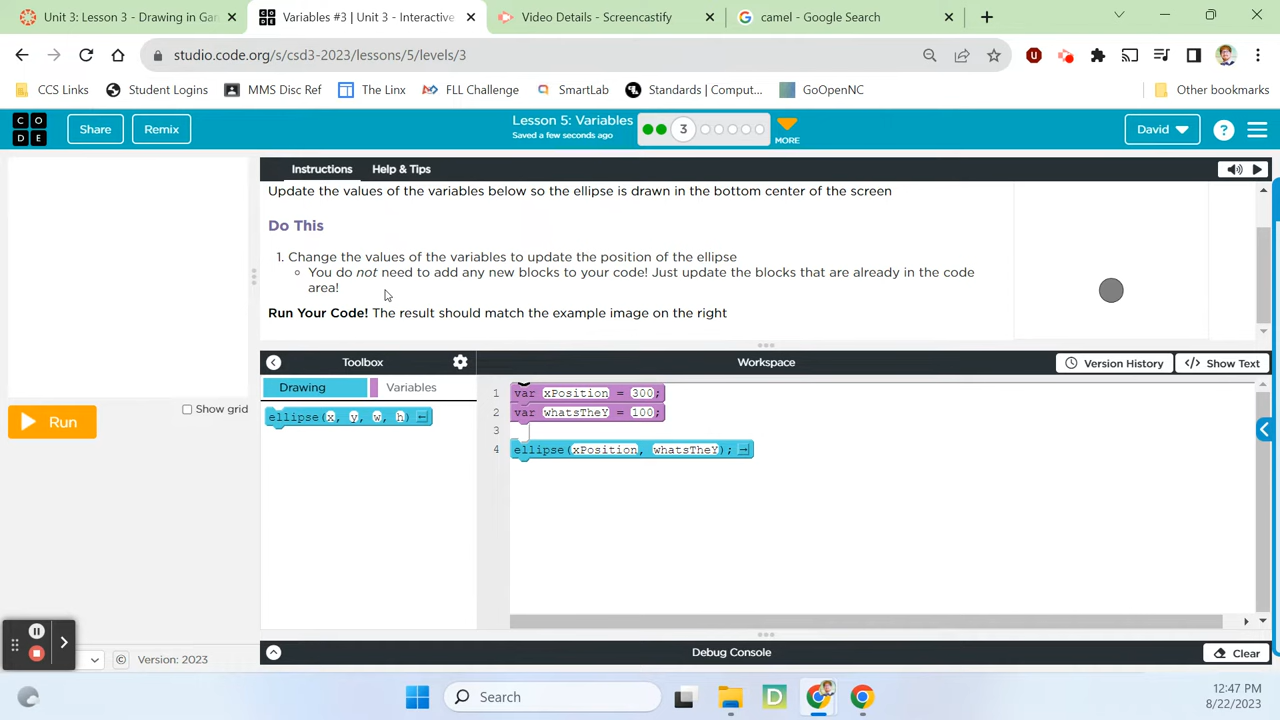 Unit 3: Lesson 3 - Drawing in Gam
Variables #3 | Unit 3 - Interactive
Video Details - Screencastify
camel - Google Search
studio.code.org/s/csd3-2023/lessons/5/levels/3
CCS Links
Student Logins
MMS Disc Ref
The Linx
FLL Challenge
SmartLab
Standards | Comput...
GoOpenNC
Other bookmarks
C O
D E
Share
Remix
Lesson 5: Variables
Saved a few seconds ago
3
MORE
David
?
Instructions
Help & Tips
Update the values of the variables below so the ellipse is drawn in the bottom center of the screen
Do This
1. Change the values of the variables to update the position of the ellipse
You do not need to add any new blocks to your code! Just update the blocks that are already in the code
area!
Run Your Code! The result should match the example image on the right
Toolbox
Workspace
Version History
</> Show Text
Drawing
Variables
ellipse(x, y, w, h)
1 var xPosition = 300;
2 var whatsTheY = 100;
3
4 ellipse(xPosition, whatsTheY);
Show grid
Run
Debug Console
Clear
© Version: 2023
Search
12:47 PM
8/22/2023